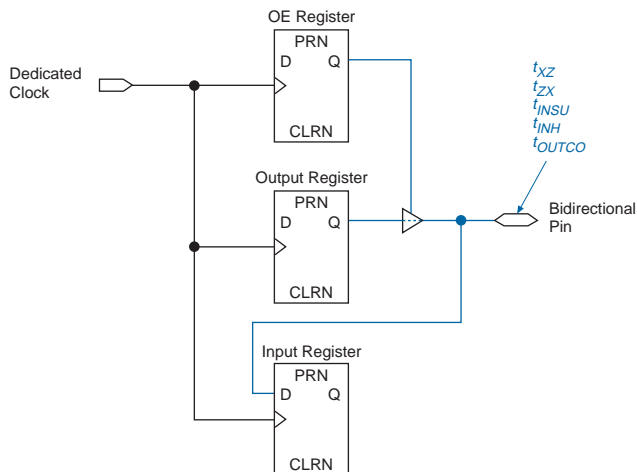 OE Register
PRN
D Q
CLRN
Dedicated
Clock
t_XZ
t_ZX
t_INSU
t_INH
t_OUTCO
Output Register
PRN
D Q
CLRN
Bidirectional
Pin
Input Register
PRN
D Q
CLRN